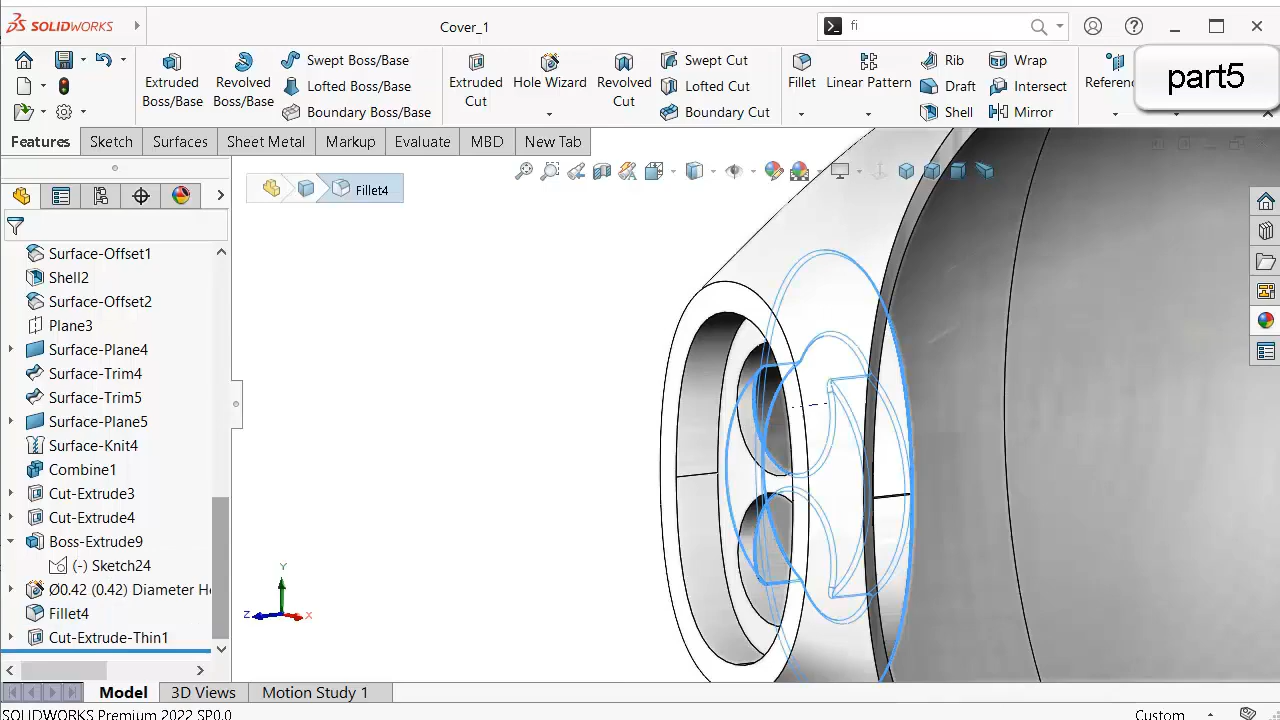 SOLIDWORKS
Cover_1
fi
part5
Extruded Boss/Base
Revolved Boss/Base
Swept Boss/Base
Lofted Boss/Base
Boundary Boss/Base
Extruded Cut
Hole Wizard
Revolved Cut
Swept Cut
Lofted Cut
Boundary Cut
Fillet
Linear Pattern
Rib
Draft
Shell
Wrap
Intersect
Mirror
Referenc
Features
Sketch
Surfaces
Sheet Metal
Markup
Evaluate
MBD
New Tab
Fillet4
Surface-Offset1
Shell2
Surface-Offset2
Plane3
Surface-Plane4
Surface-Trim4
Surface-Trim5
Surface-Plane5
Surface-Knit4
Combine1
Cut-Extrude3
Cut-Extrude4
Boss-Extrude9
(-) Sketch24
Ø0.42 (0.42) Diameter H
Fillet4
Cut-Extrude-Thin1
Y
Z
X
Model
3D Views
Motion Study 1
SOLIDWORKS Premium 2022 SP0.0
Custom